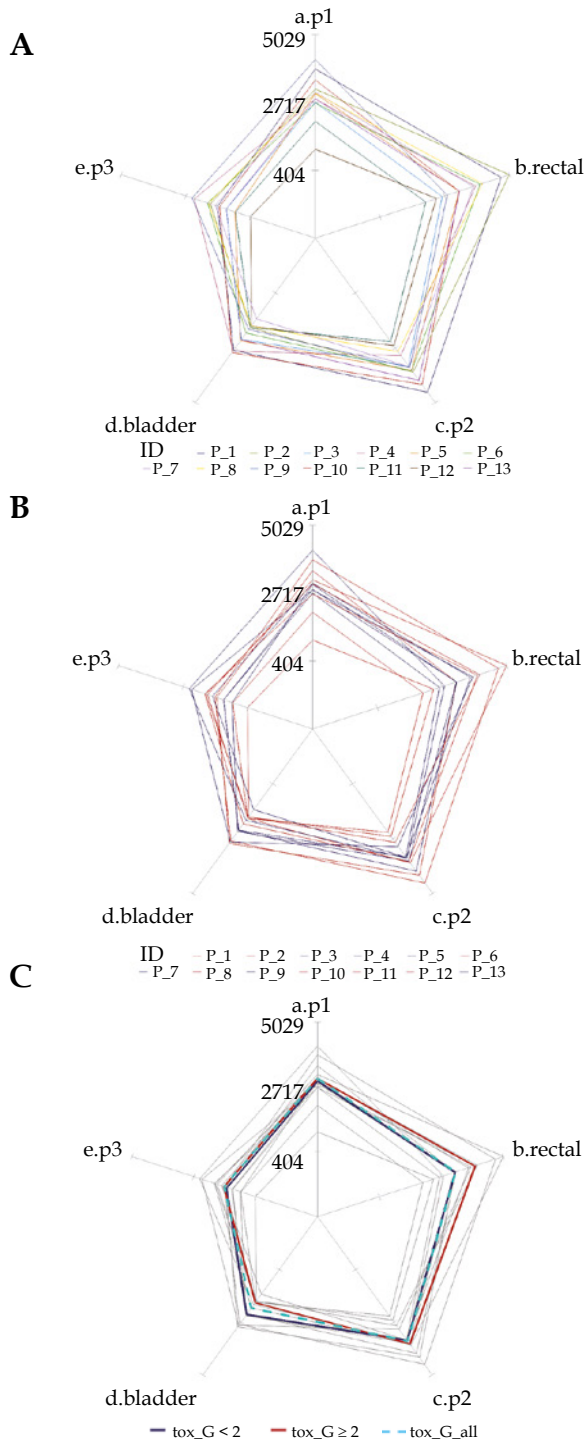 A
a.p1
5029
2717
404
e.p3
b.rectal
d.bladder
c.p2
ID P_1 P_2 P_3 P_4 P_5 P_6
P_7 P_8 P_9 P_10 P_11 P_12 P_13
B
a.p1
5029
2717
404
e.p3
b.rectal
d.bladder
c.p2
ID P_1 P_2 P_3 P_4 P_5 P_6
P_7 P_8 P_9 P_10 P_11 P_12 P_13
C
a.p1
5029
2717
404
e.p3
b.rectal
d.bladder
c.p2
tox_G < 2 tox_G ≥ 2 tox_G_all